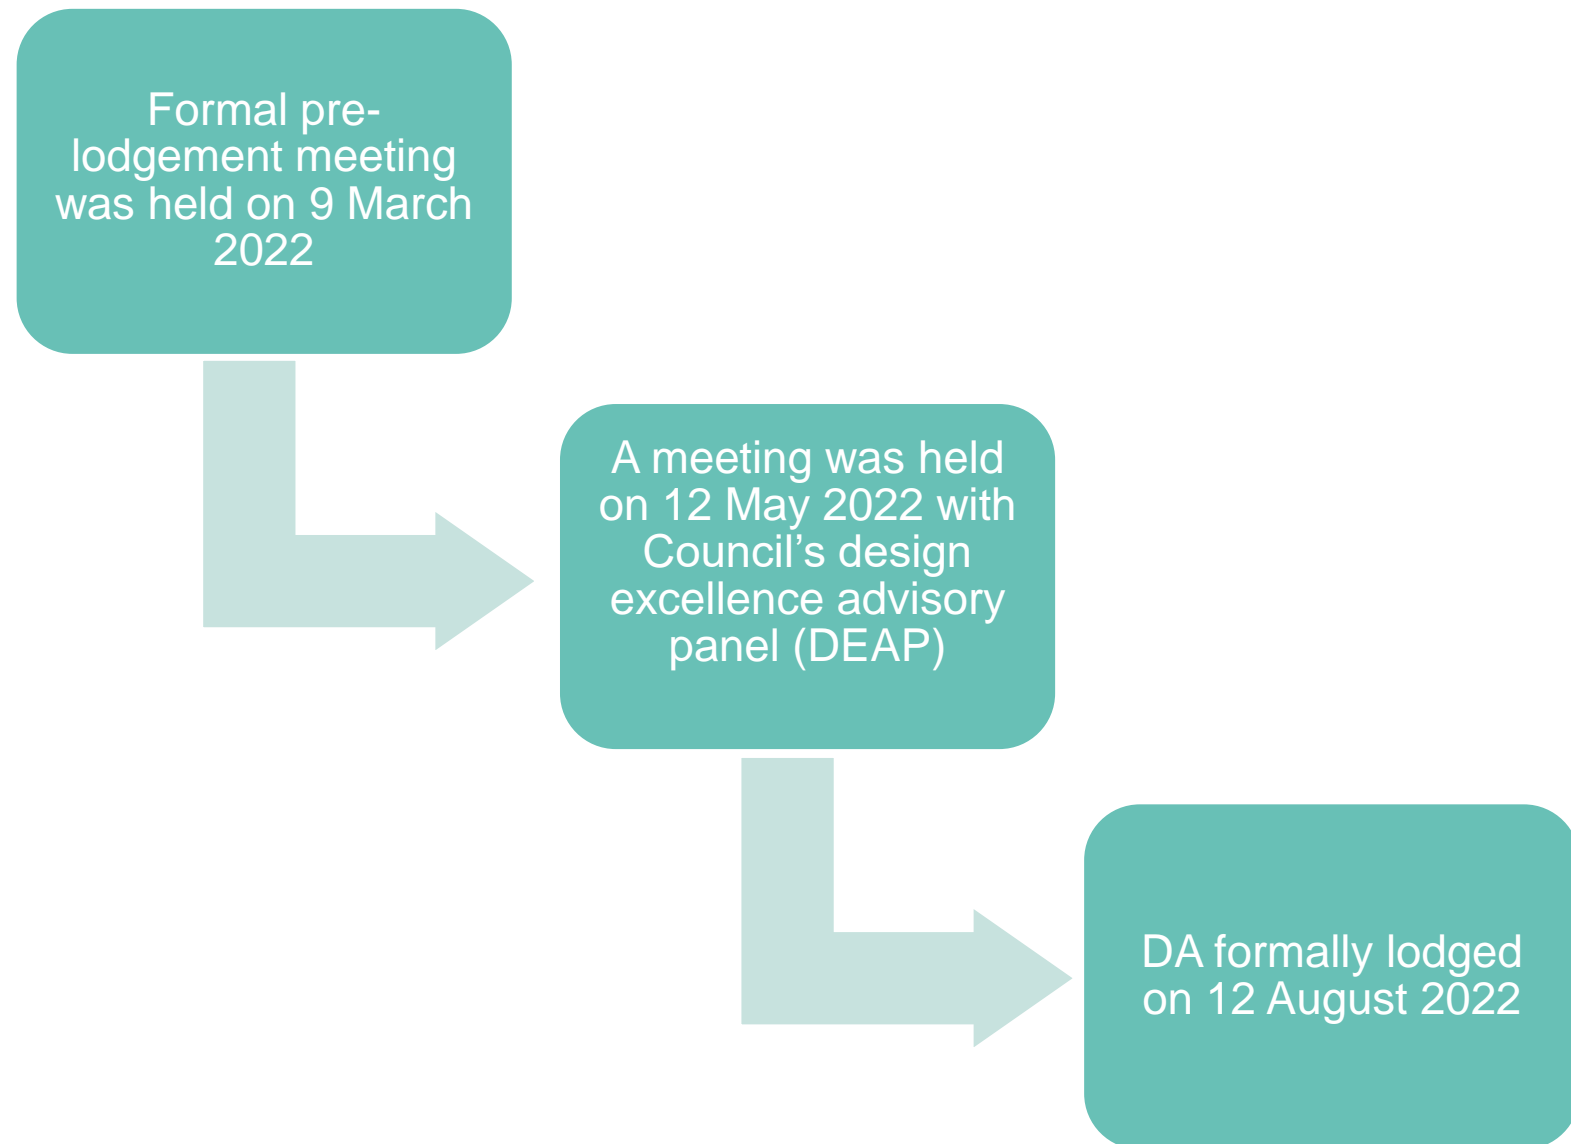 Formal pre-
lodgement meeting
was held on 9 March
2022
A meeting was held
on 12 May 2022 with
Council’s design
excellence advisory
panel (DEAP)
DA formally lodged
on 12 August 2022